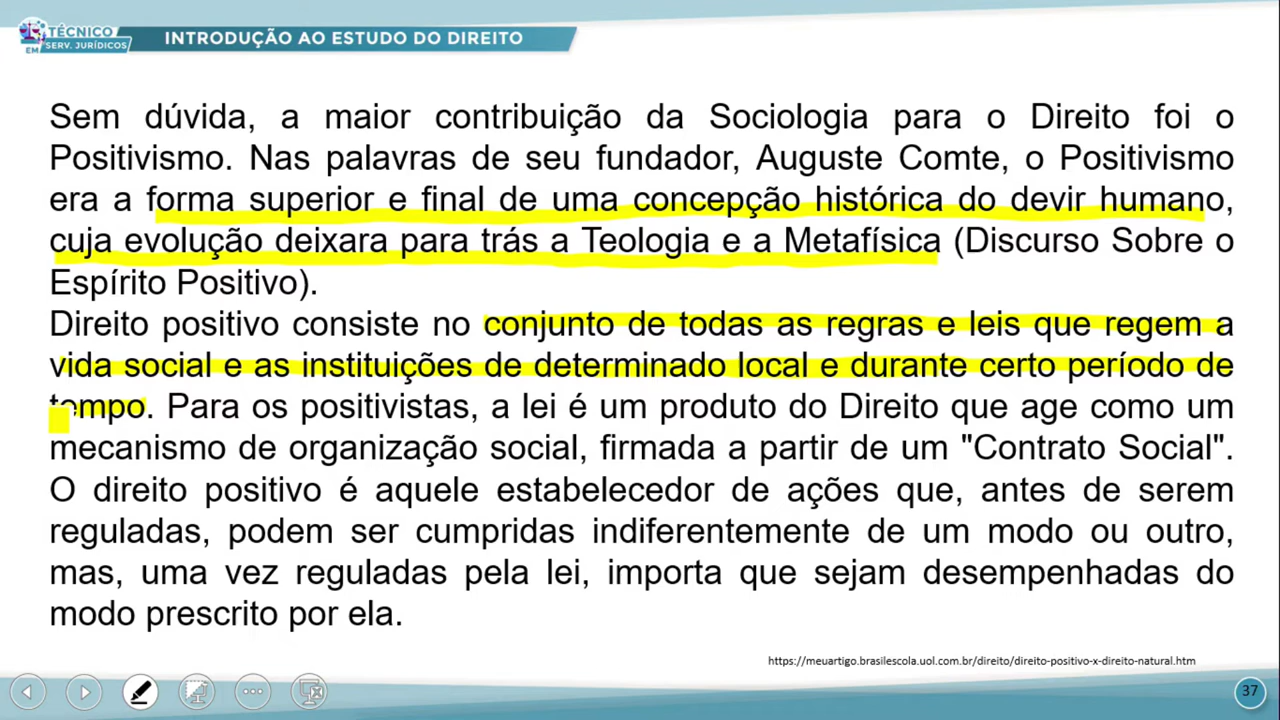 TÉCNICO
EM SERV. JURÍDICOS
INTRODUÇÃO AO ESTUDO DO DIREITO
Sem dúvida, a maior contribuição da Sociologia para o Direito foi o
Positivismo. Nas palavras de seu fundador, Auguste Comte, o Positivismo
era a forma superior e final de uma concepção histórica do devir humano,
cuja evolução deixara para trás a Teologia e a Metafísica (Discurso Sobre o
Espírito Positivo).
Direito positivo consiste no conjunto de todas as regras e leis que regem a
vida social e as instituições de determinado local e durante certo período de
tempo. Para os positivistas, a lei é um produto do Direito que age como um
mecanismo de organização social, firmada a partir de um "Contrato Social".
O direito positivo é aquele estabelecedor de ações que, antes de serem
reguladas, podem ser cumpridas indiferentemente de um modo ou outro,
mas, uma vez reguladas pela lei, importa que sejam desempenhadas do
modo prescrito por ela.
https://meuartigo.brasilescola.uol.com.br/direito/direito-positivo-x-direito-natural.htm
37